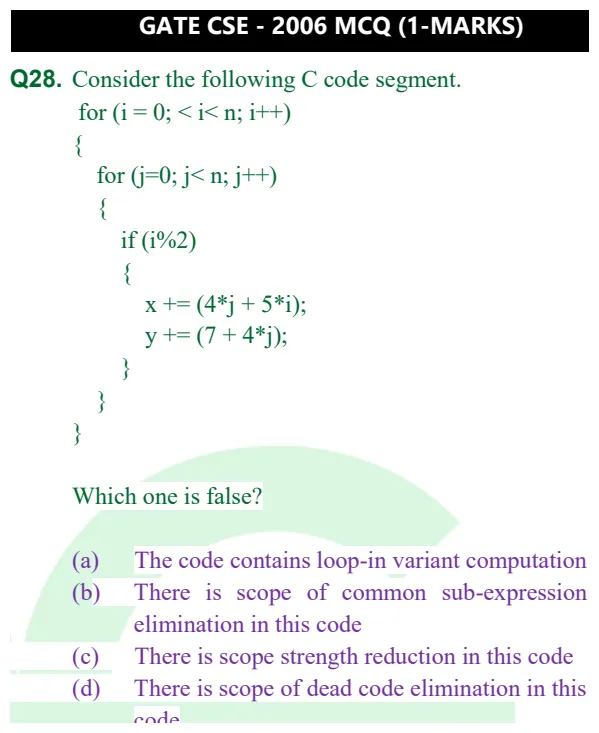 GATE CSE - 2006 MCQ (1-MARKS)
Q28. Consider the following C code segment.
for (i = 0; < i< n; i++)
{
for (j=0; j< n; j++)
{
if (i%2)
{
x += (4*j + 5*i);
y += (7 + 4*j);
}
}
}
Which one is false?
(a) The code contains loop-in variant computation
(b) There is scope of common sub-expression
elimination in this code
(c) There is scope strength reduction in this code
(d) There is scope of dead code elimination in this
code